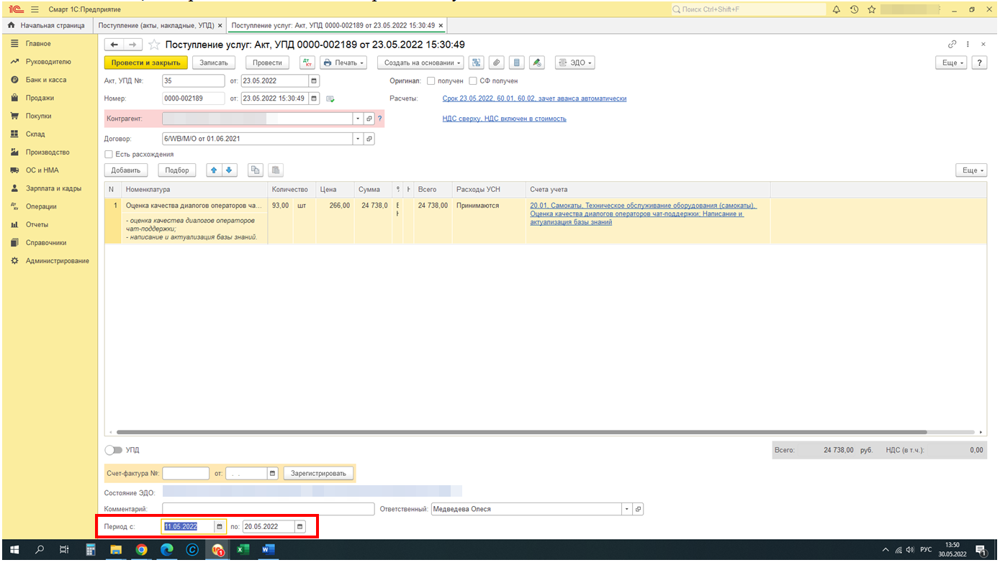 Смарт 1С:Предприятие
Поиск Ctrl+Shift+F
Начальная страница
Поступление (акты, накладные, УПД) ×
Поступление услуг: Акт, УПД 0000-002189 от 23.05.2022 15:30:49 ×
Главное
Руководителю
Банк и касса
Продажи
Покупки
Склад
Производство
ОС и НМА
Зарплата и кадры
Операции
Отчеты
Справочники
Администрирование
Поступление услуг: Акт, УПД 0000-002189 от 23.05.2022 15:30:49
Провести и закрыть Записать Провести Дт Кт Печать Создать на основании ЭДО Еще ?
Акт, УПД №: 35 от: 23.05.2022 Оригинал: получен СФ получен
Номер: 0000-002189 от: 23.05.2022 15:30:49 Расчеты: Срок 23.05.2022, 60.01, 60.02, зачет аванса автоматически
Контрагент: ? НДС сверху, НДС включен в стоимость
Договор: 6/WB/M/O от 01.06.2021
Есть расхождения
Добавить Подбор Еще
N Номенклатура Количество Цена Сумма Всего Расходы УСН Счета учета
1 Оценка качества диалогов операторов ча... 93,00 шт 266,00 24 738,0 24 738,00 Принимаются 20.01, Самокаты, Техническое обслуживание оборудования (самокаты),
Оценка качества диалогов операторов чат-поддержки; Написание и
актуализация базы знаний
- оценка качества диалогов операторов
чат-поддержки;
- написание и актуализация базы знаний.
УПД
Всего: 24 738,00 руб. НДС (в т.ч.): 0,00
Счет-фактура №: от: . . Зарегистрировать
Состояние ЭДО:
Комментарий: Ответственный: Медведева Олеся
Период с: 11.05.2022 по: 20.05.2022
РУС
13:50
30.05.2022